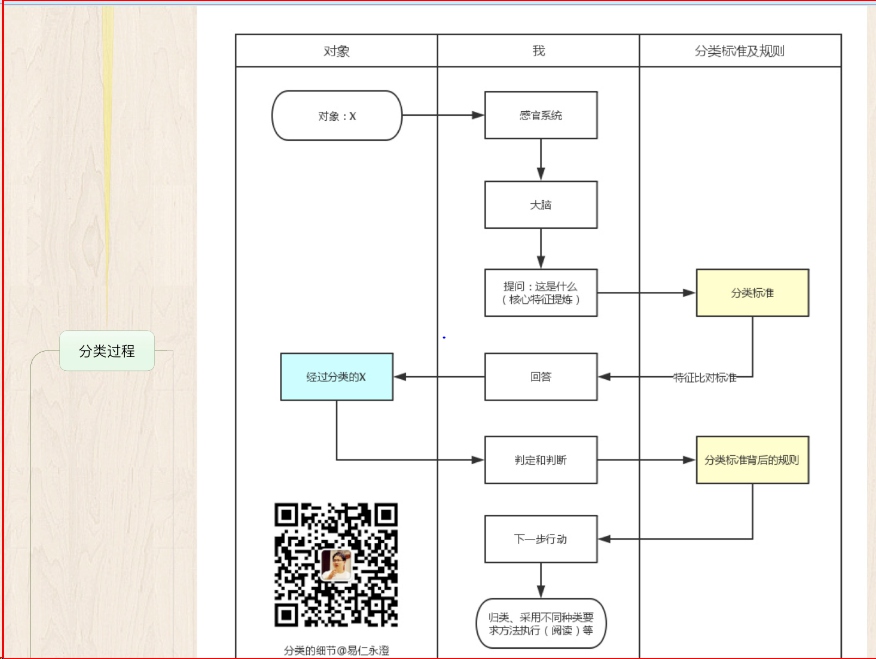 对象
我
分类标准及规则
对象：X
感官系统
大脑
提问：这是什么
（核心特征提炼）
分类标准
分类过程
经过分类的X
回答
特征比对标准
判定和判断
分类标准背后的规则
下一步行动
归类、采用不同种类要
求方法执行（阅读）等
分类的细节@易仁永澄